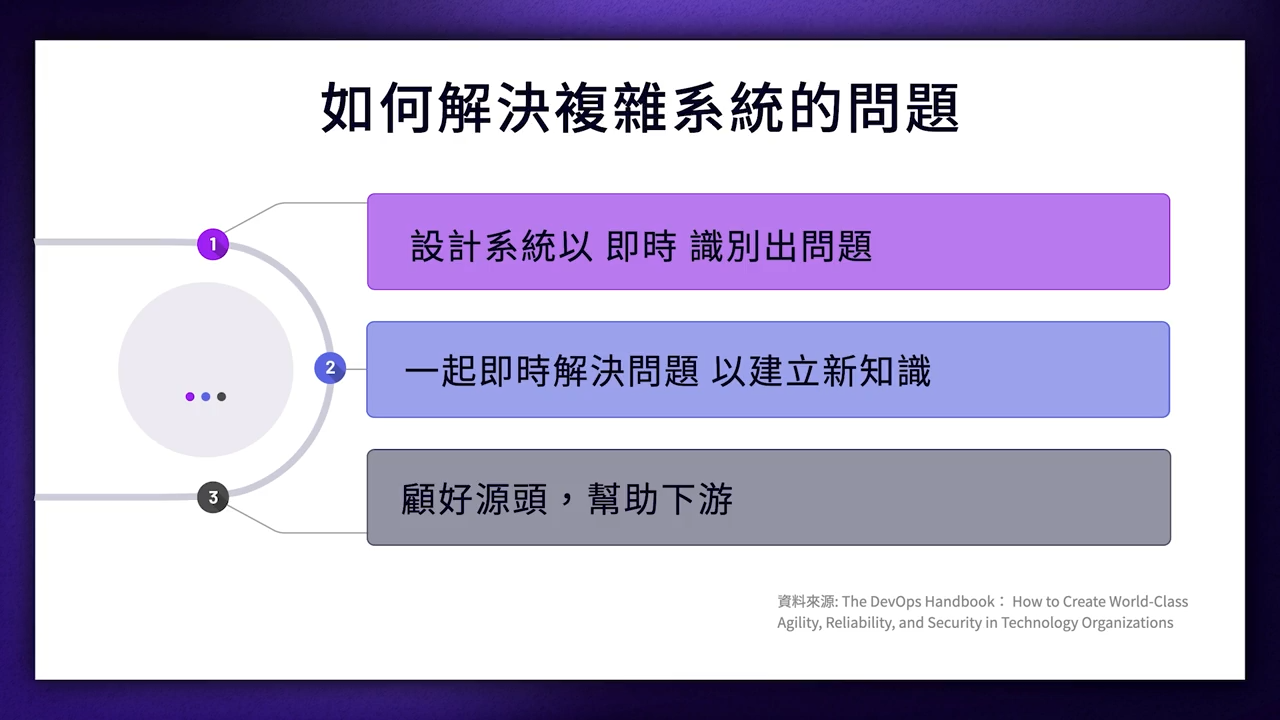 如何解決複雜系統的問題
1
設計系統以 即時 識別出問題
2
一起即時解決問題 以建立新知識
3
顧好源頭，幫助下游
資料來源: The DevOps Handbook： How to Create World-Class
Agility, Reliability, and Security in Technology Organizations